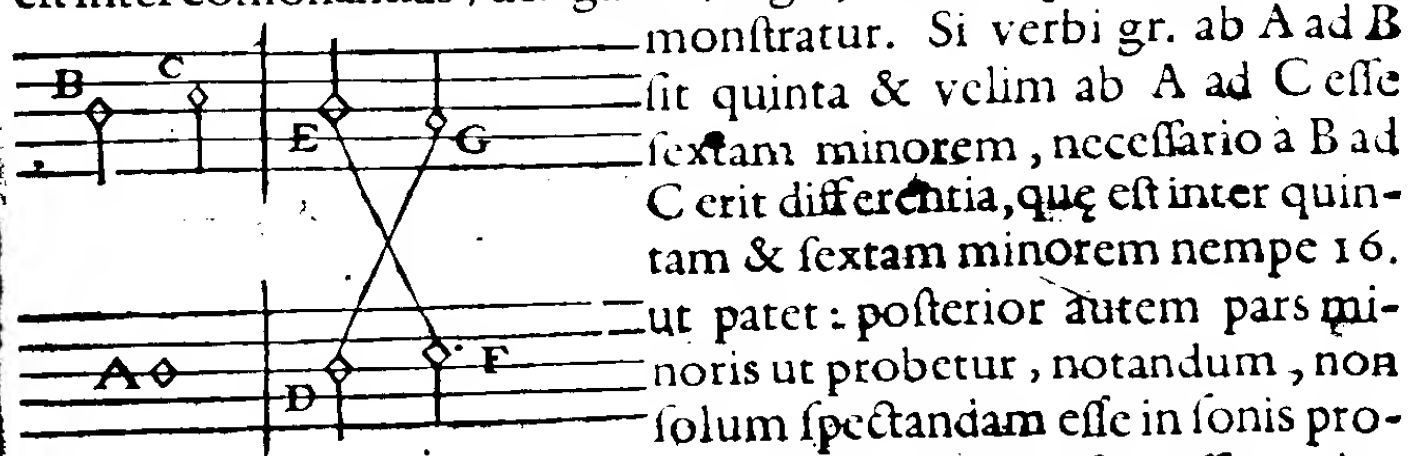 monſtratur. Si verbi gr. ab A ad B
ſit quinta & velim ab A ad C eſſe
ſextam minorem, neceſſario à B ad
C erit differentia, quę eſt inter quin-
tam & ſextam minorem nempe 16.
ut patet : poſterior autem pars mi-
noris ut probetur, notandum, non
ſolum ſpectandam eſſe in ſonis pro-
B C
E G
A D F